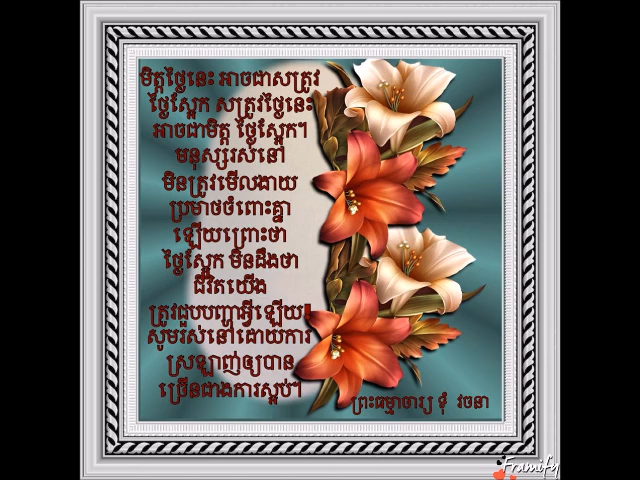 មិត្តថ្ងៃនេះ អាចជាសត្រូវ
ថ្ងៃស្អែក សត្រូវថ្ងៃនេះ
អាចជាមិត្ត ថ្ងៃស្អែក។
មនុស្សរស់នៅ
មិនត្រូវមើលងាយ
ប្រមាថចំពោះគ្នា
ឡើយព្រោះថា
ថ្ងៃស្អែក មិនដឹងថា
ជីវិតយើង
ត្រូវជួបបញ្ហាអ្វីឡើយ
សូមរស់នៅដោយការ
ស្រឡាញ់ឲ្យបាន
ច្រើនជាងការស្អប់។
ព្រះធម្មាចារ្យ ទុំ វចនា
Framify